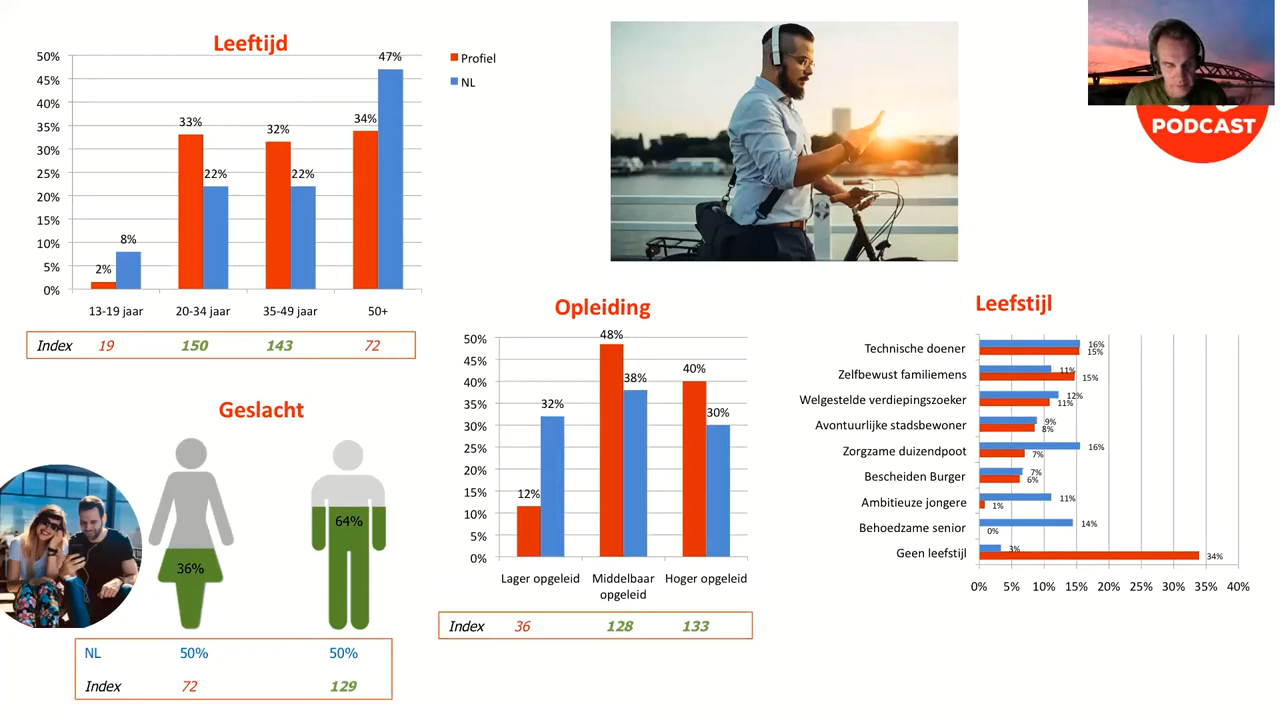 Leeftijd
50%
45%
40%
35%
30%
25%
20%
15%
10%
5%
0%
2%
8%
33%
22%
32%
22%
34%
47%
13-19 jaar
20-34 jaar
35-49 jaar
50+
Profiel
NL
Index 19 150 143 72
PODCAST
Geslacht
36%
64%
NL 50% 50%
Index 72 129
Opleiding
50%
45%
40%
35%
30%
25%
20%
15%
10%
5%
0%
12%
32%
48%
38%
40%
30%
Lager opgeleid
Middelbaar
opgeleid
Hoger opgeleid
Index 36 128 133
Leefstijl
Technische doener 16%
15%
Zelfbewust familiemens 11%
15%
Welgestelde verdiepingszoeker 12%
11%
Avontuurlijke stadsbewoner 9%
8%
Zorgzame duizendpoot 16%
7%
Bescheiden Burger 7%
6%
Ambitieuze jongere 11%
1%
Behoedzame senior 14%
0%
Geen leefstijl 3%
34%
0% 5% 10% 15% 20% 25% 30% 35% 40%